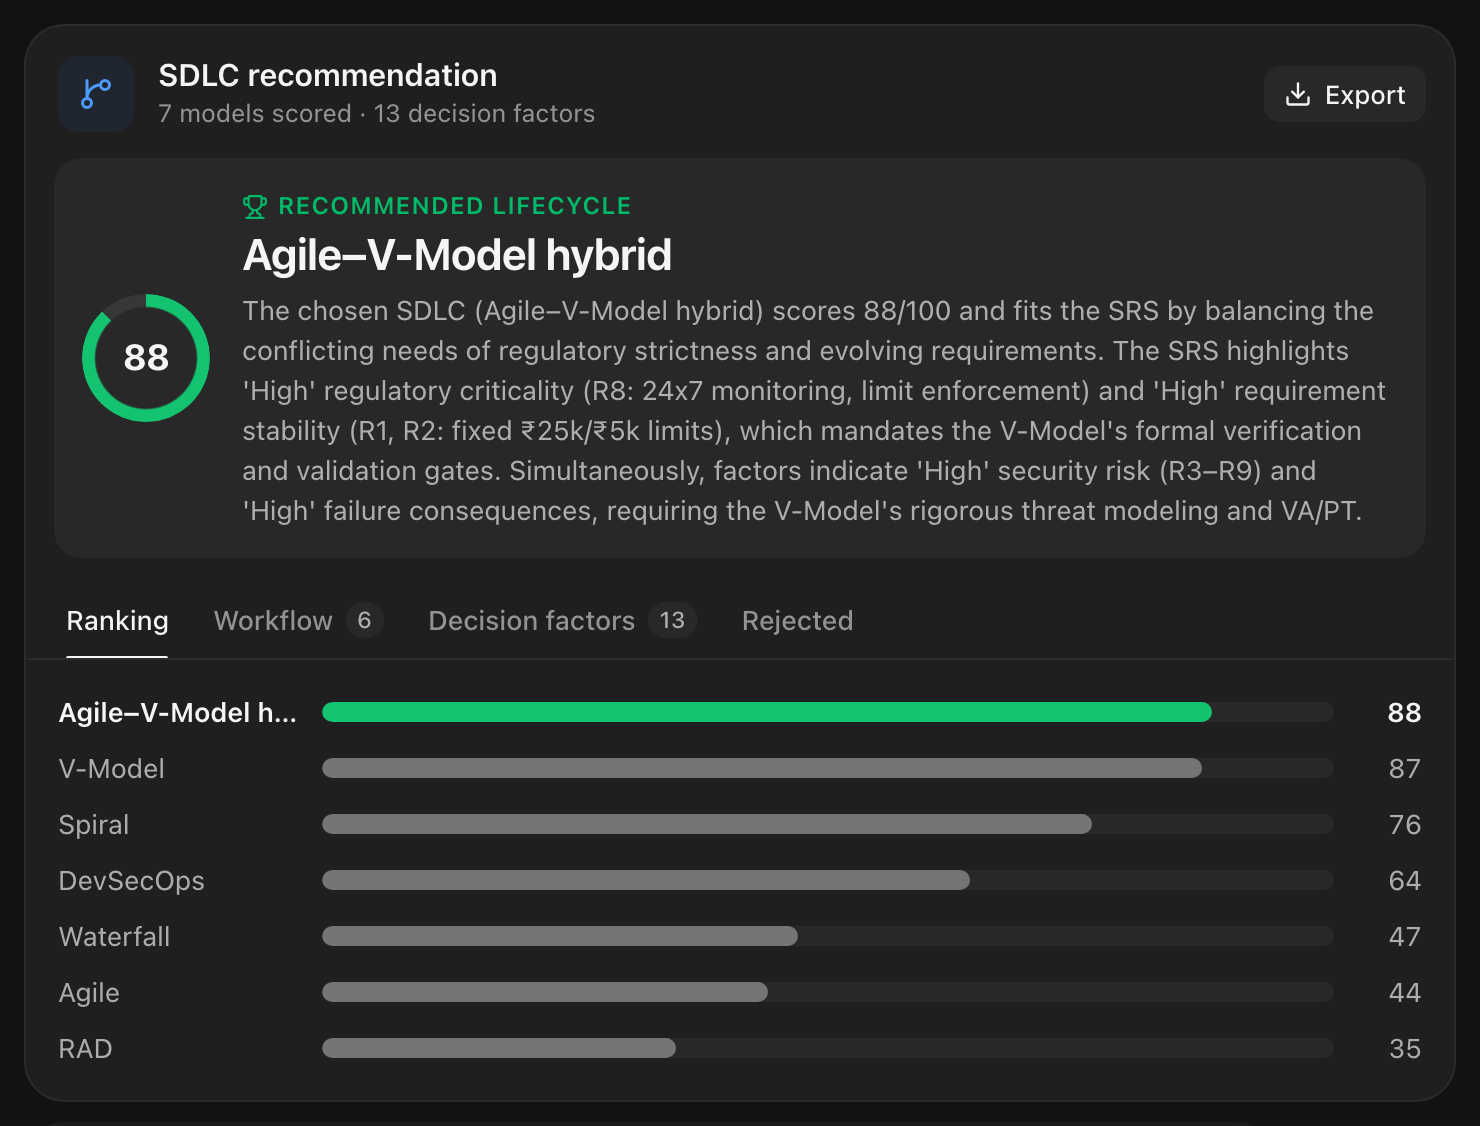 SDLC recommendation
7 models scored · 13 decision factors
Export
RECOMMENDED LIFECYCLE
Agile–V-Model hybrid
88
The chosen SDLC (Agile–V-Model hybrid) scores 88/100 and fits the SRS by balancing the
conflicting needs of regulatory strictness and evolving requirements. The SRS highlights
'High' regulatory criticality (R8: 24x7 monitoring, limit enforcement) and 'High' requirement
stability (R1, R2: fixed ₹25k/₹5k limits), which mandates the V-Model's formal verification
and validation gates. Simultaneously, factors indicate 'High' security risk (R3–R9) and
'High' failure consequences, requiring the V-Model's rigorous threat modeling and VA/PT.
Ranking Workflow 6 Decision factors 13 Rejected
Agile–V-Model h... 88
V-Model 87
Spiral 76
DevSecOps 64
Waterfall 47
Agile 44
RAD 35